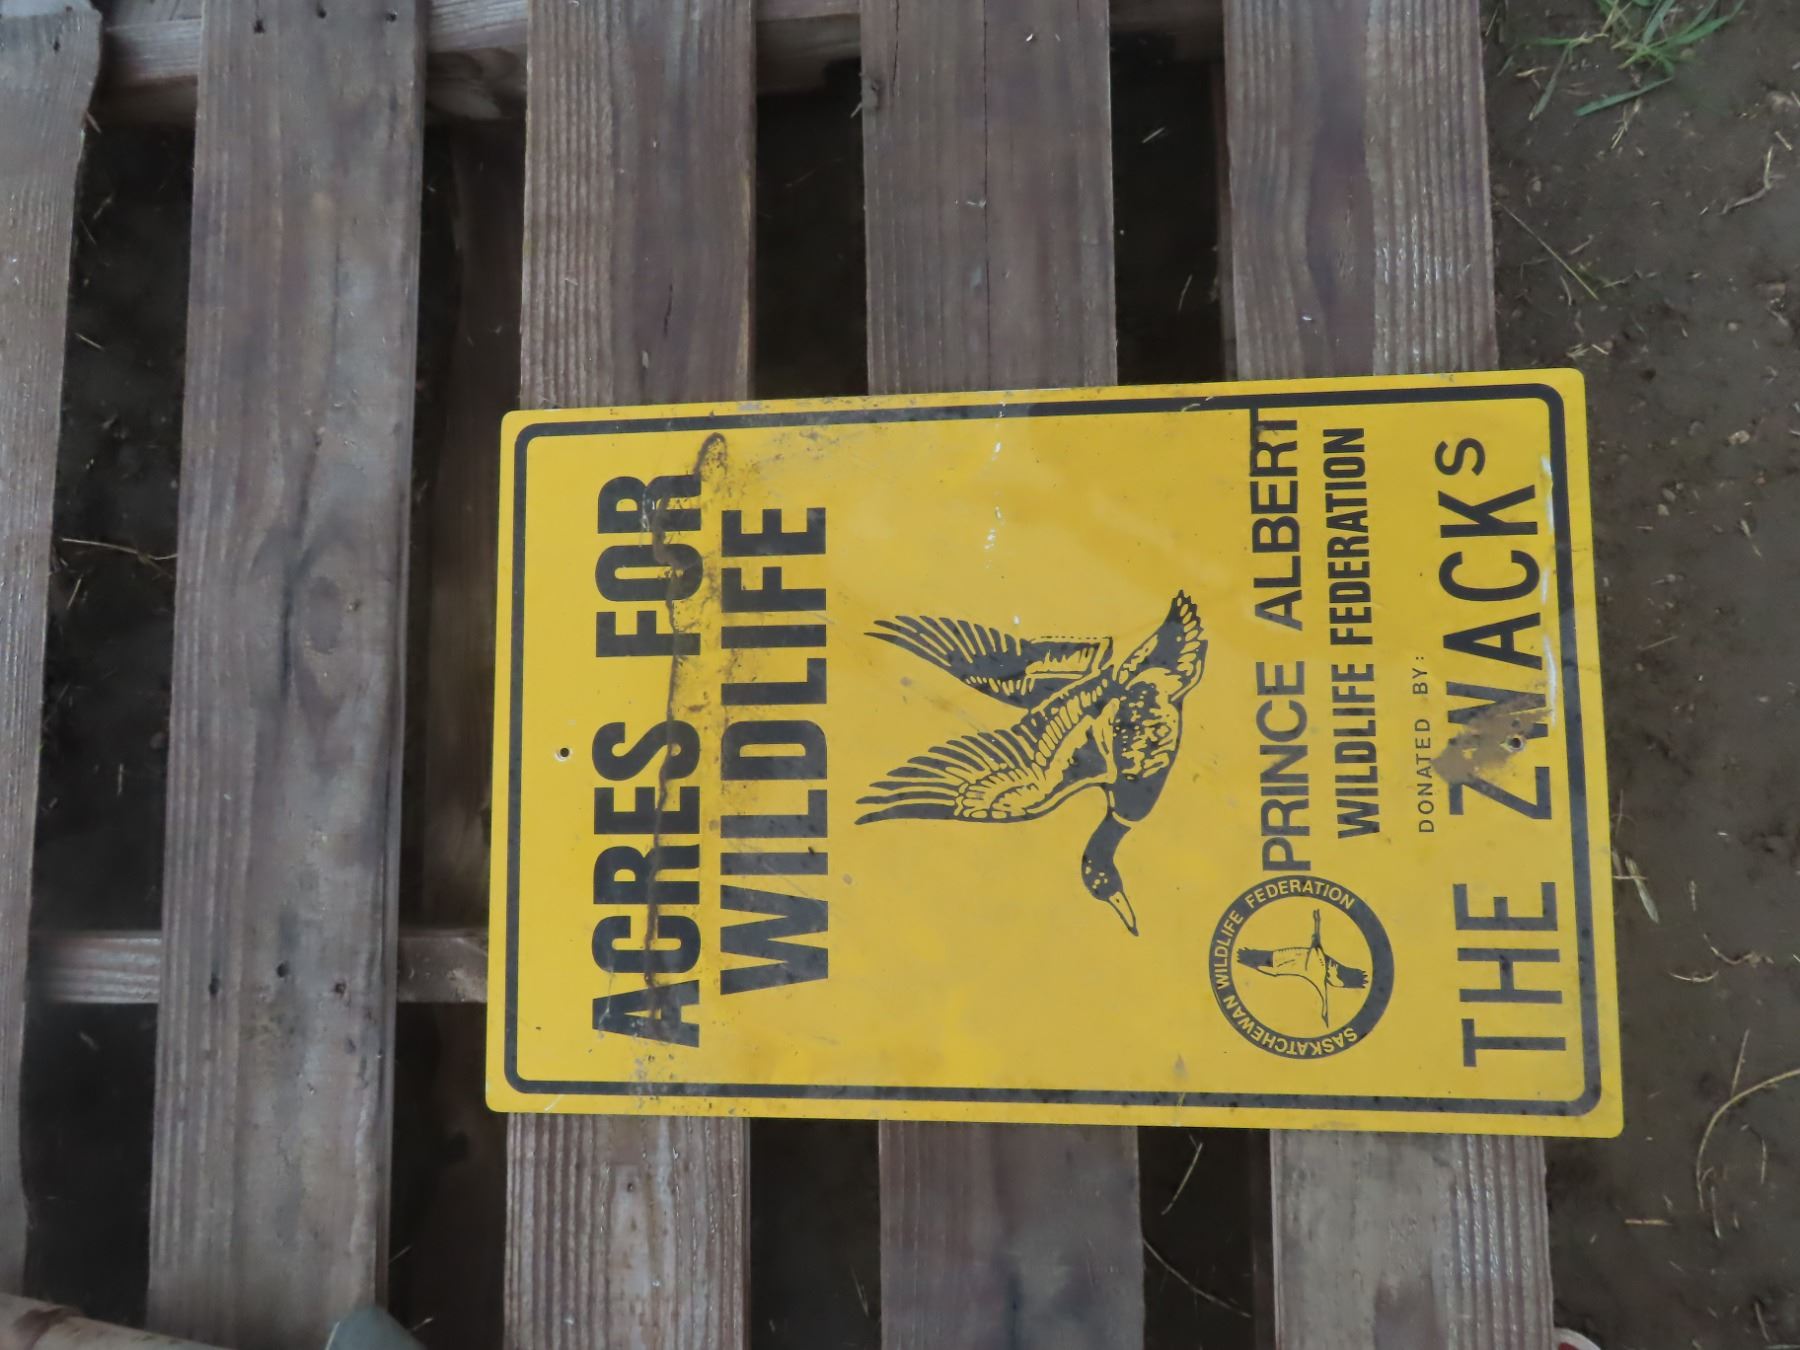 ACRES FOR
WILDLIFE
SASKATCHEWAN WILDLIFE FEDERATION
PRINCE ALBERT
WILDLIFE FEDERATION
DONATED BY:
THE ZWACKS